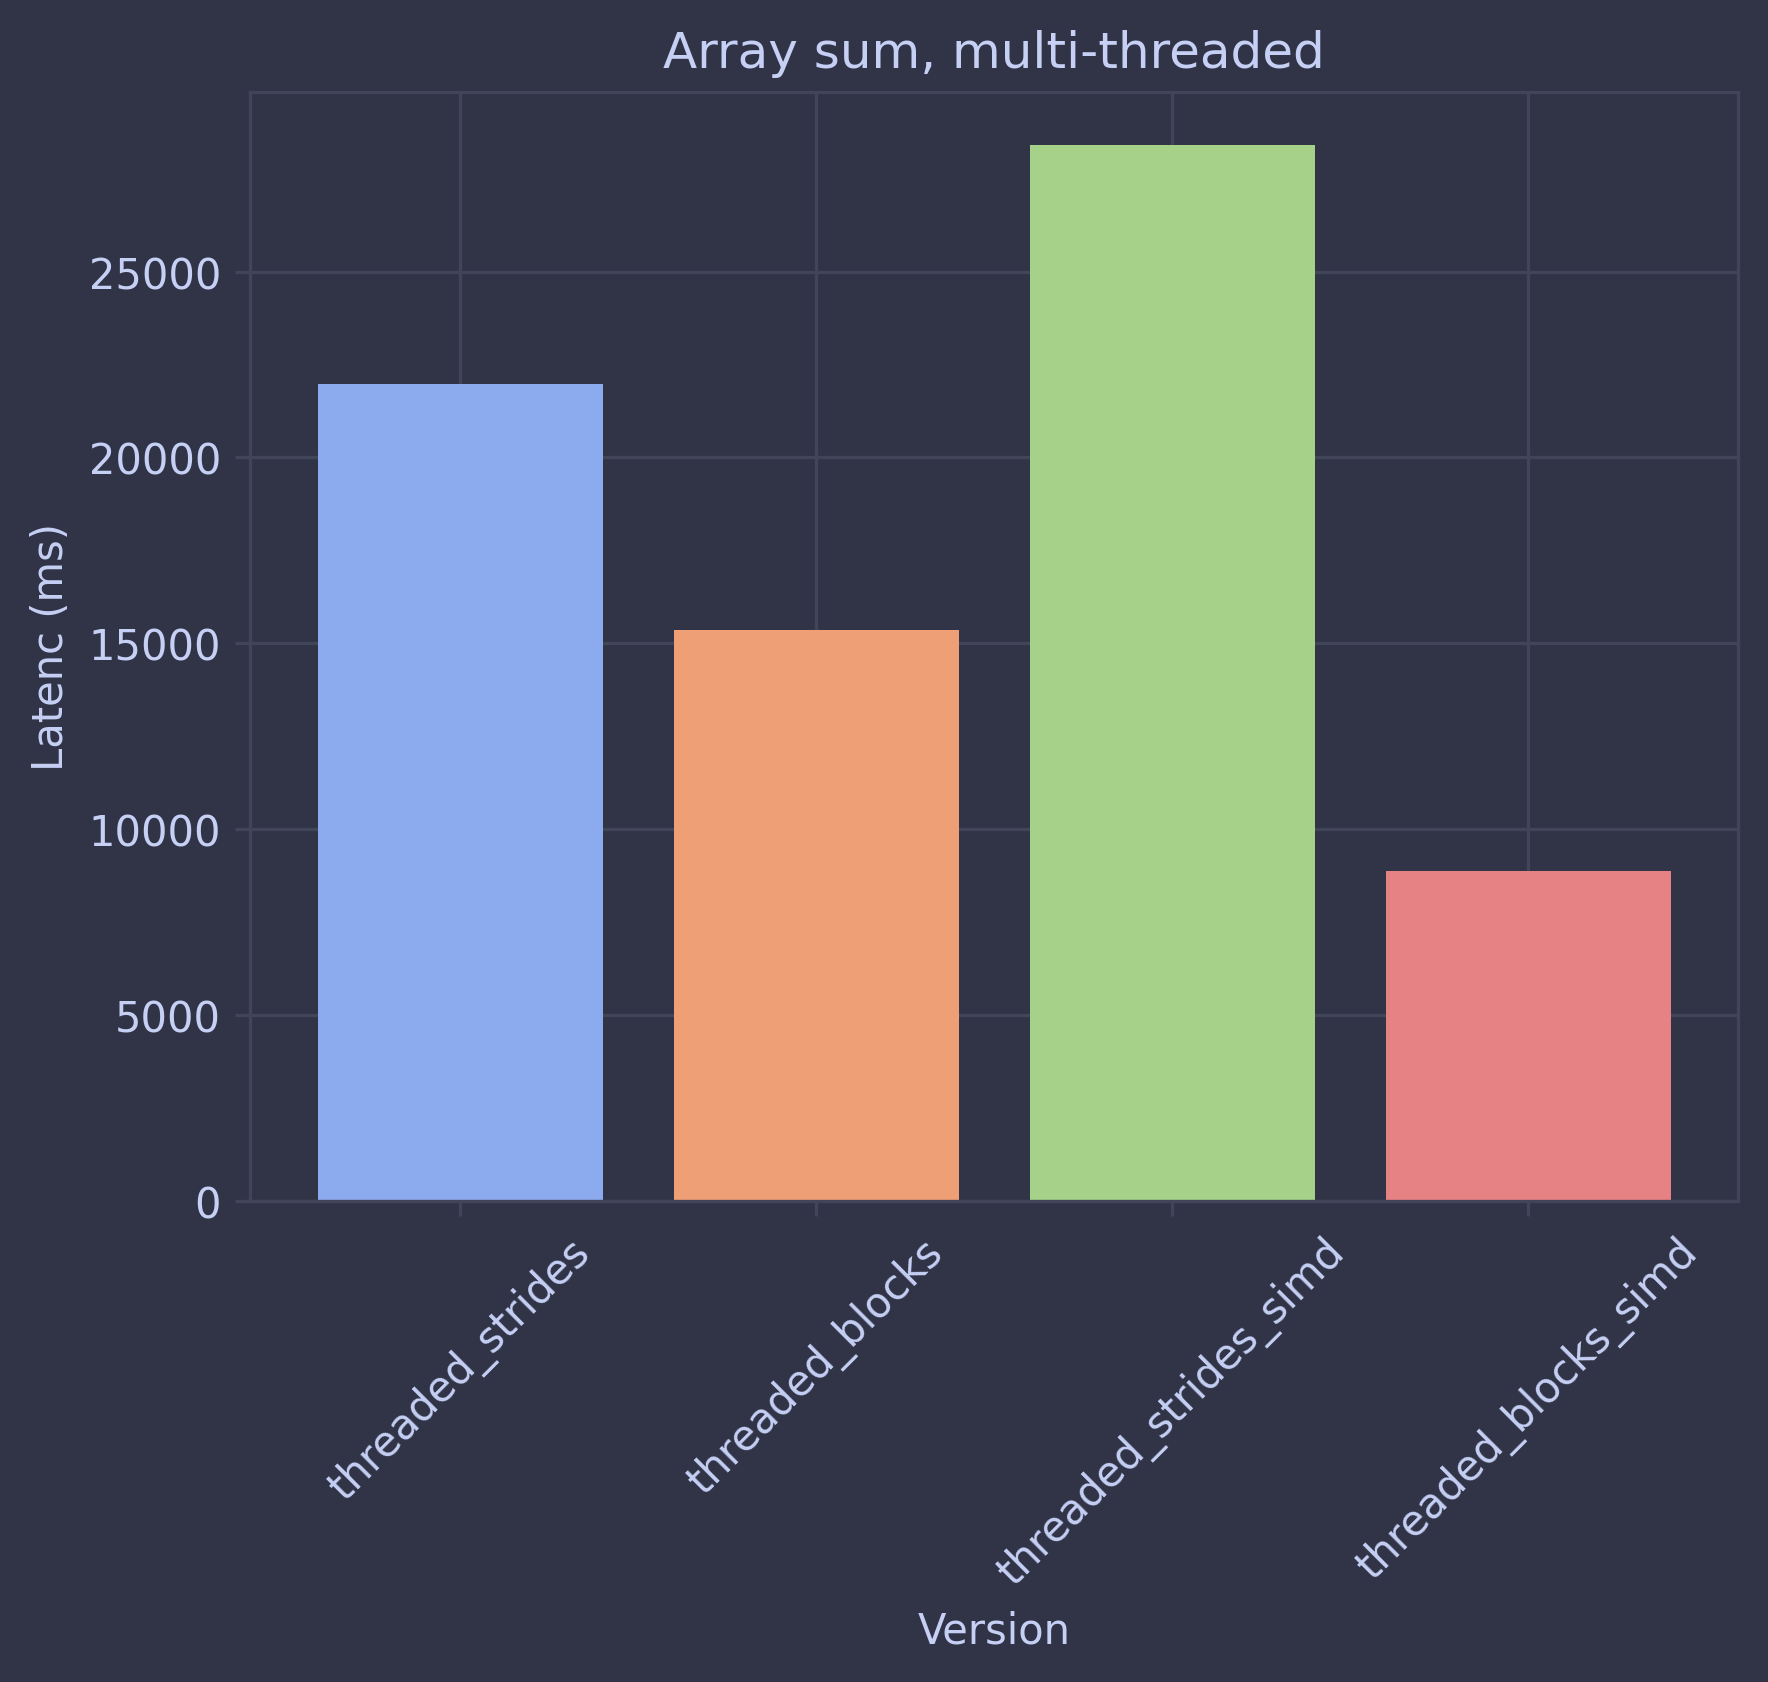 Array sum, multi-threaded
Latenc (ms)
25000
20000
15000
10000
5000
0
threaded_strides
threaded_blocks
threaded_strides_simd
threaded_blocks_simd
Version